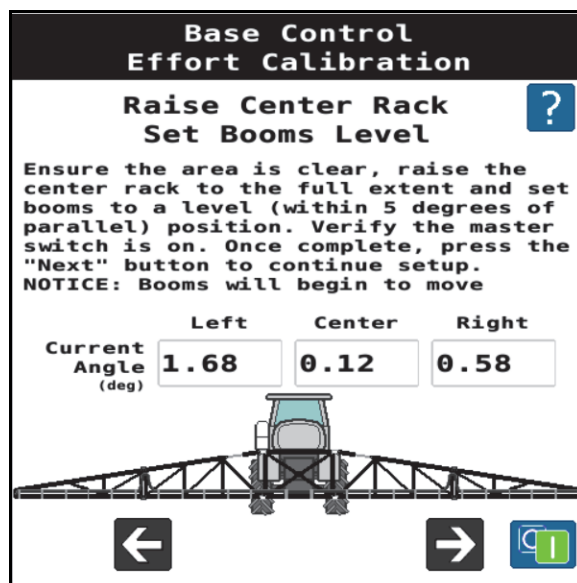 Base Control
Effort Calibration
Raise Center Rack
Set Booms Level
?
Ensure the area is clear, raise the
center rack to the full extent and set
booms to a level (within 5 degrees of
parallel) position. Verify the master
switch is on. Once complete, press the
"Next" button to continue setup.
NOTICE: Booms will begin to move
Left Center Right
Current
Angle 1.68 0.12 0.58
(deg)